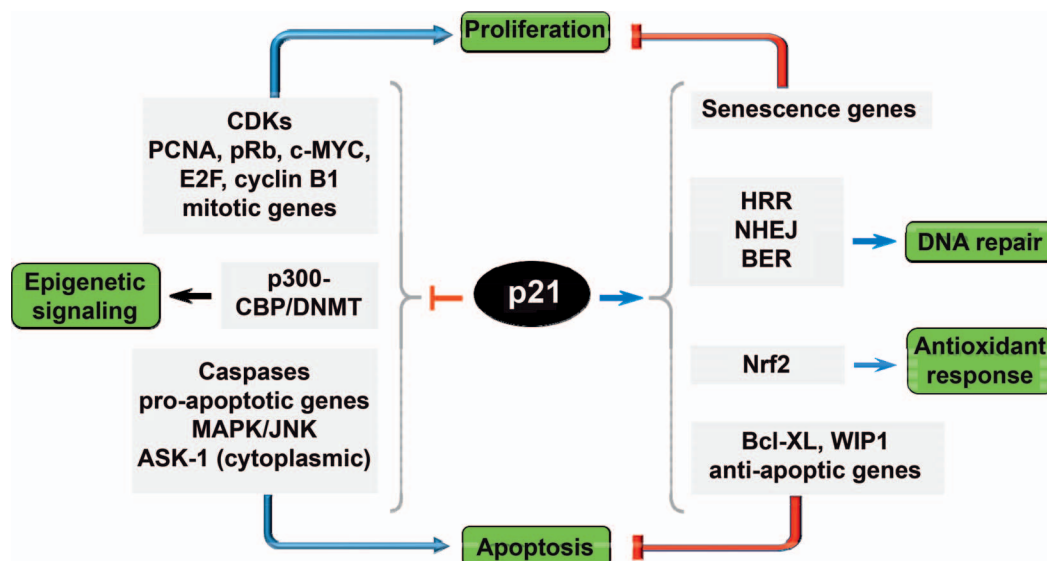 Proliferation
CDKs
PCNA, pRb, c-MYC,
E2F, cyclin B1
mitotic genes
Senescence genes
HRR
NHEJ
BER
DNA repair
Epigenetic
signaling
p300-
CBP/DNMT
p21
Nrf2
Antioxidant
response
Caspases
pro-apoptotic genes
MAPK/JNK
ASK-1 (cytoplasmic)
Bcl-XL, WIP1
anti-apoptic genes
Apoptosis